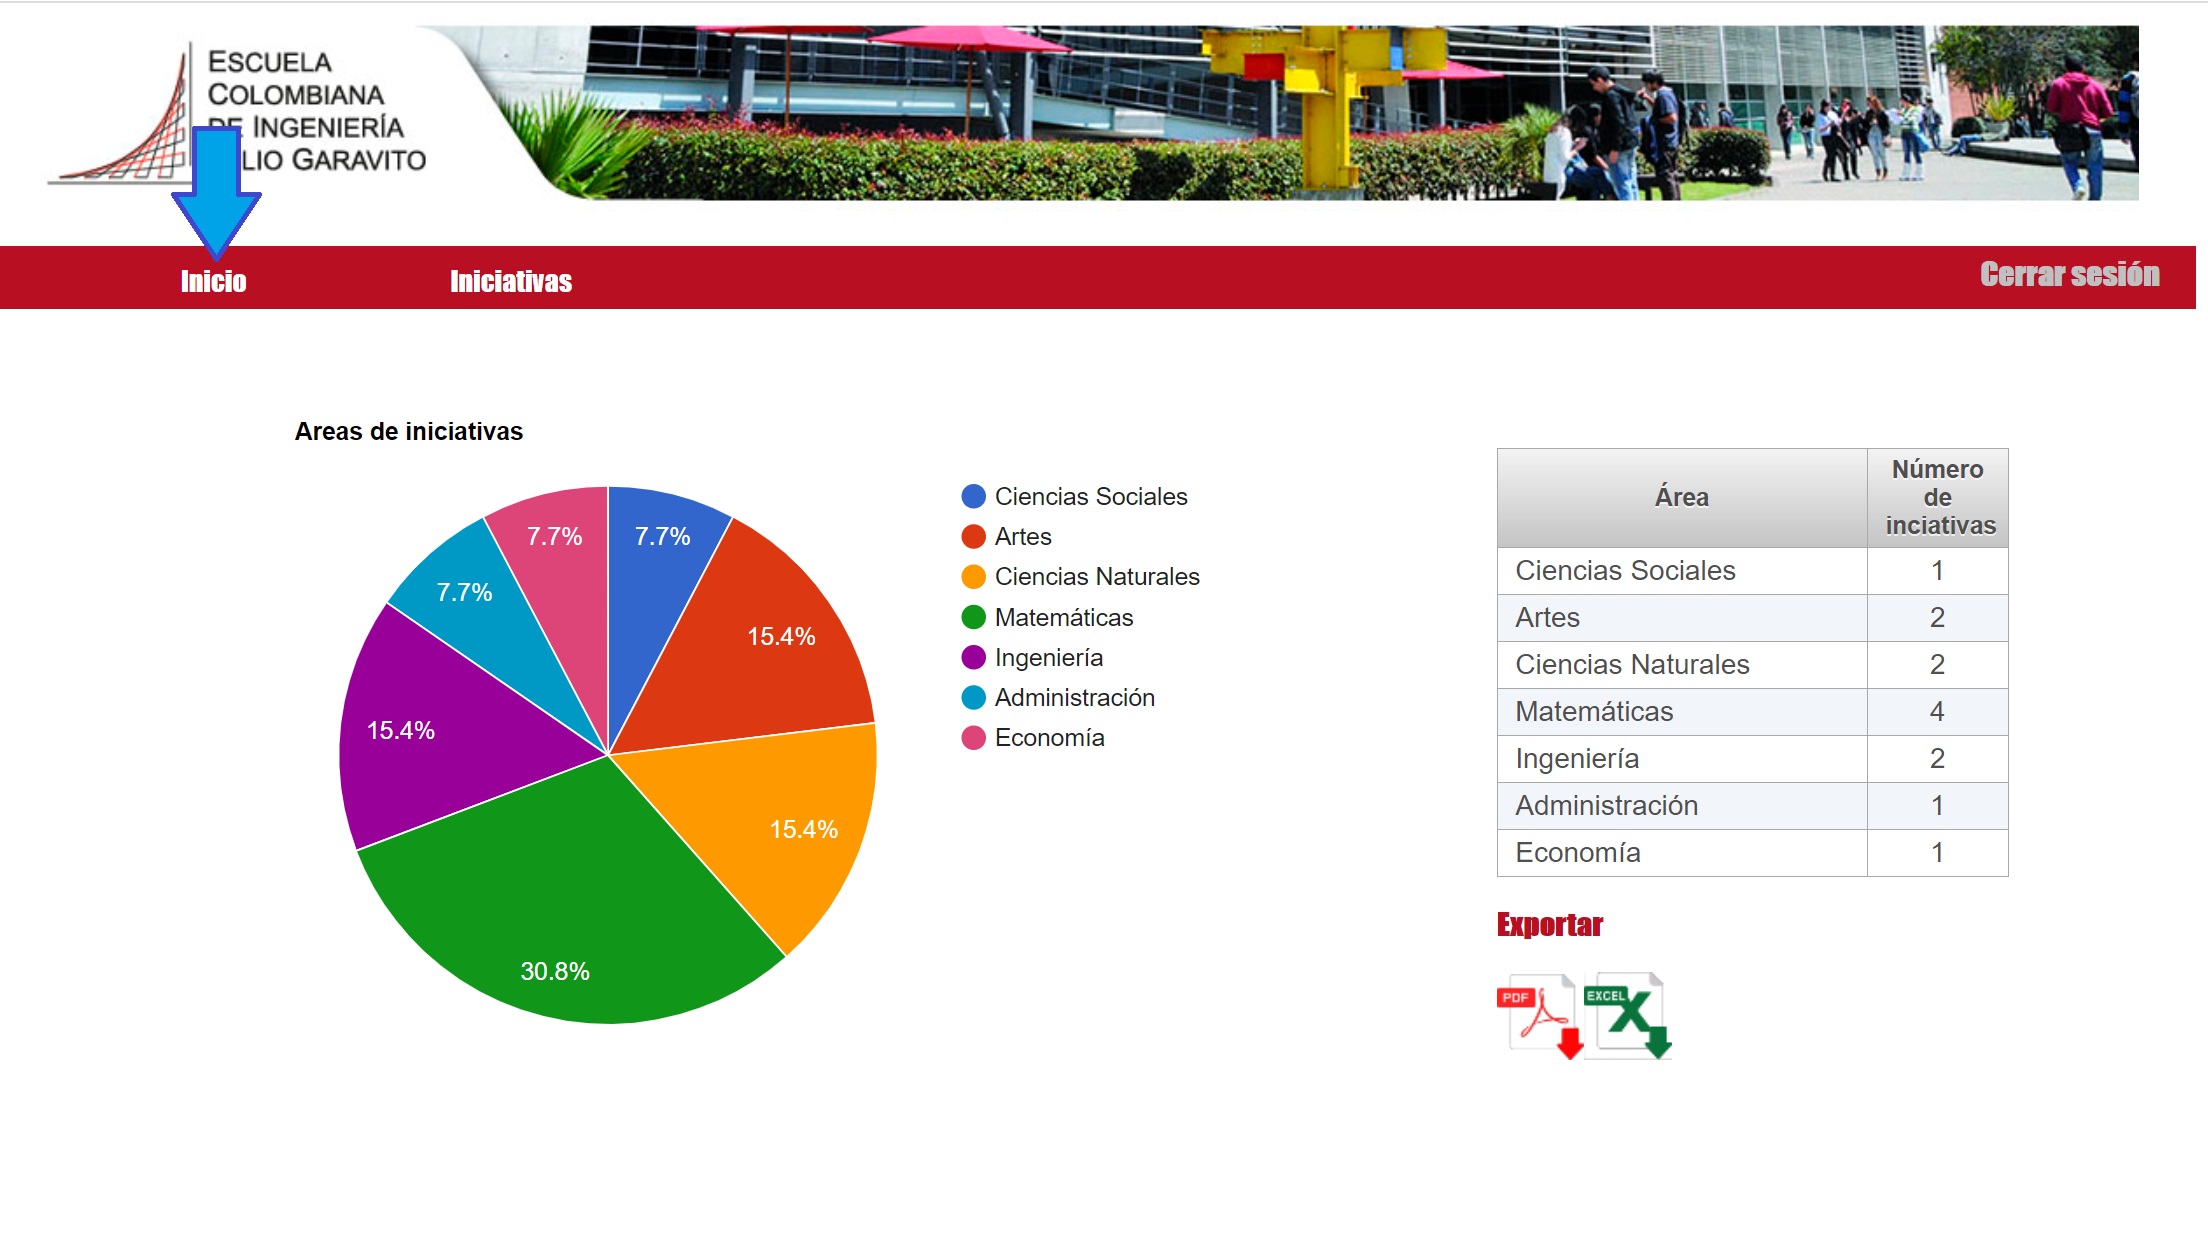 ESCUELA
COLOMBIANA
DE INGENIERÍA
LIO GARAVITO
Inicio
Iniciativas
Cerrar sesión
Areas de iniciativas
7.7%
7.7%
7.7%
15.4%
15.4%
15.4%
30.8%
Ciencias Sociales
Artes
Ciencias Naturales
Matemáticas
Ingeniería
Administración
Economía
Área
Número
de
inciativas
Ciencias Sociales 1
Artes 2
Ciencias Naturales 2
Matemáticas 4
Ingeniería 2
Administración 1
Economía 1
Exportar
PDF
EXCEL